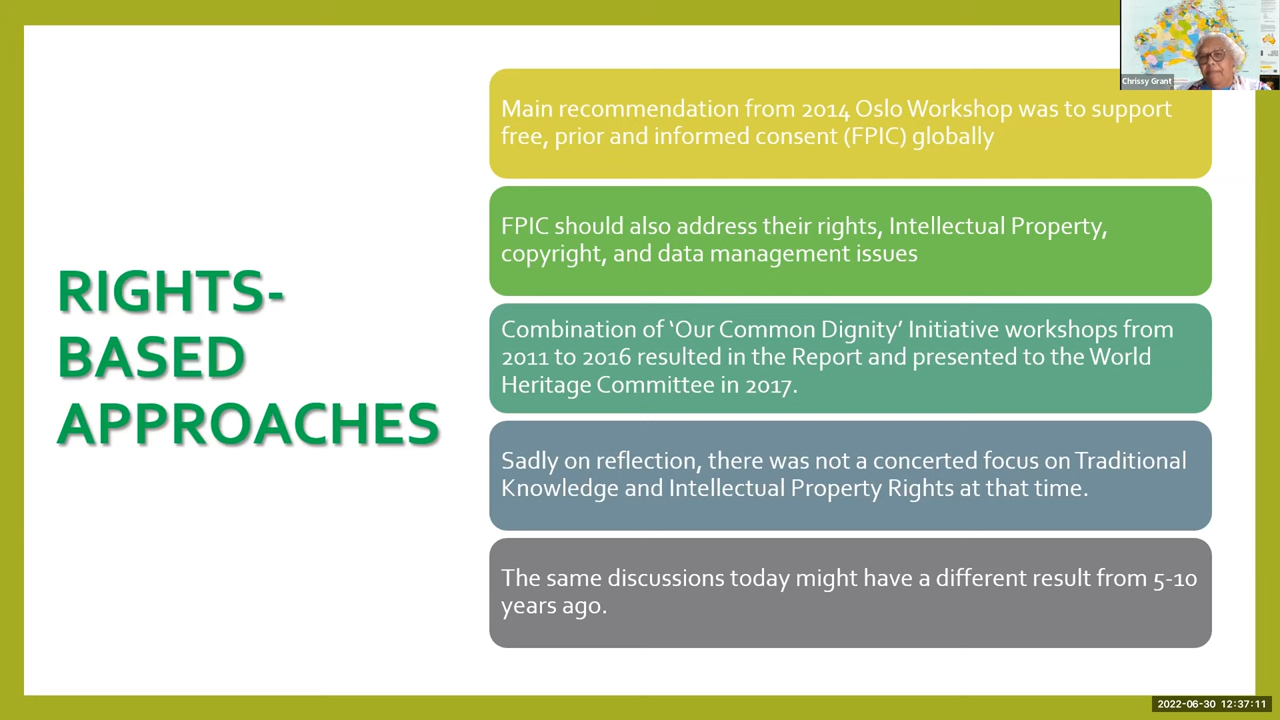 Chrissy Grant
Main recommendation from 2014 Oslo Workshop was to support
free, prior and informed consent (FPIC) globally
FPIC should also address their rights, Intellectual Property,
copyright, and data management issues
RIGHTS-
BASED
APPROACHES
Combination of ‘Our Common Dignity’ Initiative workshops from
2011 to 2016 resulted in the Report and presented to the World
Heritage Committee in 2017.
Sadly on reflection, there was not a concerted focus on Traditional
Knowledge and Intellectual Property Rights at that time.
The same discussions today might have a different result from 5-10
years ago.
2022-06-30 12:37:11